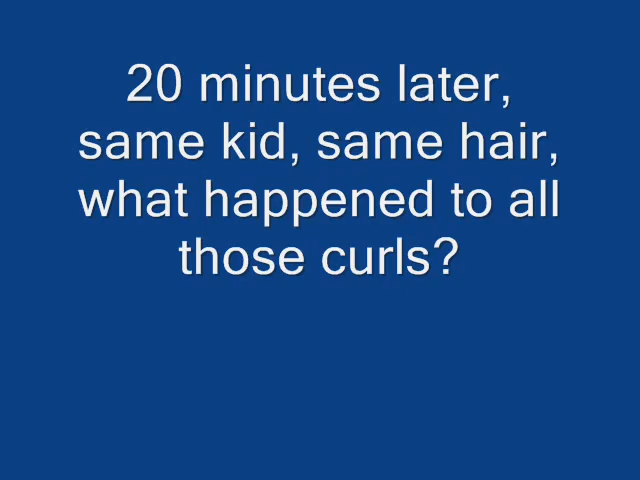 20 minutes later,
same kid, same hair,
what happened to all
those curls?